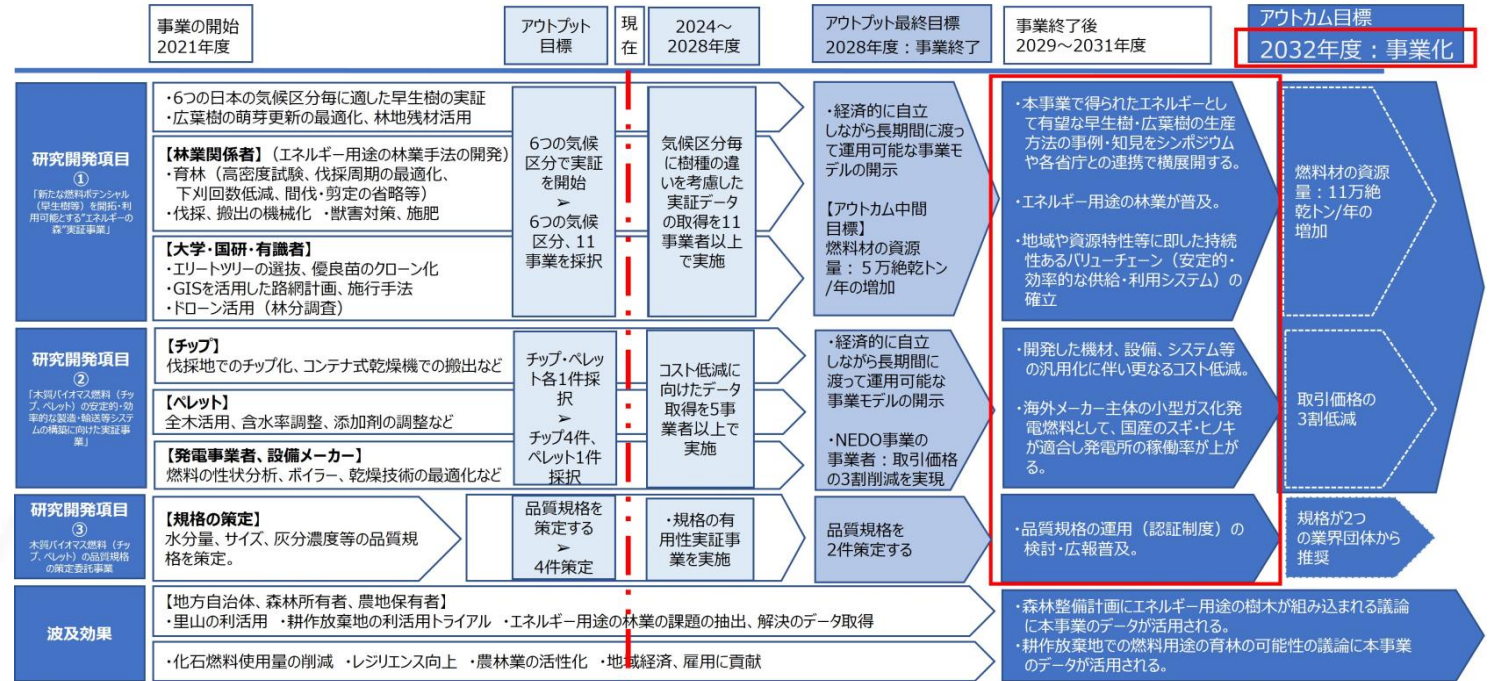 事業の開始
2021年度
アウトプット
目標
現
在
2024～
2028年度
アウトプット最終目標
2028年度：事業終了
事業終了後
2029～2031年度
アウトカム目標
2032年度：事業化
研究開発項目
①
「新たな燃料ポテンシャル
（早生樹等）を開拓・利
用可能とする"エネルギーの
森"実証事業」
・6つの日本の気候区分毎に適した早生樹の実証
・広葉樹の萌芽更新の最適化、林地残材活用
【林業関係者】（エネルギー用途の林業手法の開発）
・育林（高密度試験、伐採周期の最適化、
下刈回数低減、間伐・剪定の省略等）
・伐採、搬出の機械化 ・獣害対策、施肥
【大学・国研・有識者】
・エリートツリーの選抜、優良苗のクローン化
・GISを活用した路網計画、施行手法
・ドローン活用（林分調査）
6つの気候
区分で実証
を開始
➢
6つの気候
区分、11
事業を採択
気候区分毎
に樹種の違
いを考慮した
実証データ
の取得を11
事業者以上
で実施
・経済的に自立
しながら長期間に渡っ
て運用可能な事業モ
デルの開示
【アウトカム中間
目標】
燃料材の資源
量：５万絶乾トン
/年の増加
・本事業で得られたエネルギーとし
て有望な早生樹・広葉樹の生産
方法の事例・知見をシンポジウム
や各省庁との連携で横展開する。
・エネルギー用途の林業が普及。
・地域や資源特性等に即した持続
性あるバリューチェーン（安定的・
効率的な供給・利用システム）の
確立
燃料材の資源
量：11万絶
乾トン/年の
増加
研究開発項目
②
「木質バイオマス燃料（チッ
プ、ペレット）の安定的・効
率的な製造・輸送等システ
ムの構築に向けた実証事
業」
【チップ】
伐採地でのチップ化、コンテナ式乾燥機での搬出など
【ペレット】
全木活用、含水率調整、添加剤の調整など
【発電事業者、設備メーカー】
燃料の性状分析、ボイラー、乾燥技術の最適化など
チップ・ペレッ
ト各1件採
択
➢
チップ4件、
ペレット1件
採択
コスト低減に
向けたデータ
取得を5事
業者以上で
実施
・経済的に自立
しながら長期間に
渡って運用可能な
事業モデルの開示
・NEDO事業の
事業者：取引価格
の3割削減を実現
・開発した機材、設備、システム等
の汎用化に伴い更なるコスト低減。
・海外メーカー主体の小型ガス化発
電燃料として、国産のスギ・ヒノキ
が適合し発電所の稼働率が上が
る。
取引価格の
3割低減
研究開発項目
③
木質バイオマス燃料（チッ
プ、ペレット）の品質規格
の策定委託事業
【規格の策定】
水分量、サイズ、灰分濃度等の品質規
格を策定。
品質規格を
策定する
➢
4件策定
・規格の有
用性実証事
業を実施
品質規格を
2件策定する
・品質規格の運用（認証制度）の
検討・広報普及。
規格が2つ
の業界団体から
推奨
波及効果
【地方自治体、森林所有者、農地保有者】
・里山の利活用 ・耕作放棄地の利活用トライアル ・エネルギー用途の林業の課題の抽出、解決のデータ取得
・化石燃料使用量の削減 ・レジリエンス向上 ・農林業の活性化 ・地域経済、雇用に貢献
・森林整備計画にエネルギー用途の樹木が組み込まれる議論
に本事業のデータが活用される。
・耕作放棄地での燃料用途の育林の可能性の議論に本事業
のデータが活用される。